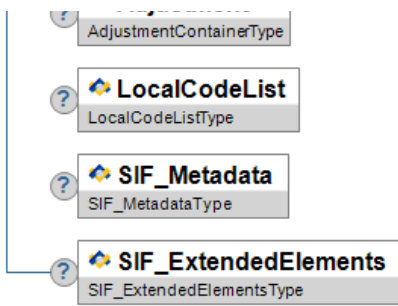 ?
AdjustmentContainerType
?
LocalCodeList
LocalCodeListType
?
SIF_Metadata
SIF_MetadataType
?
SIF_ExtendedElements
SIF_ExtendedElementsType